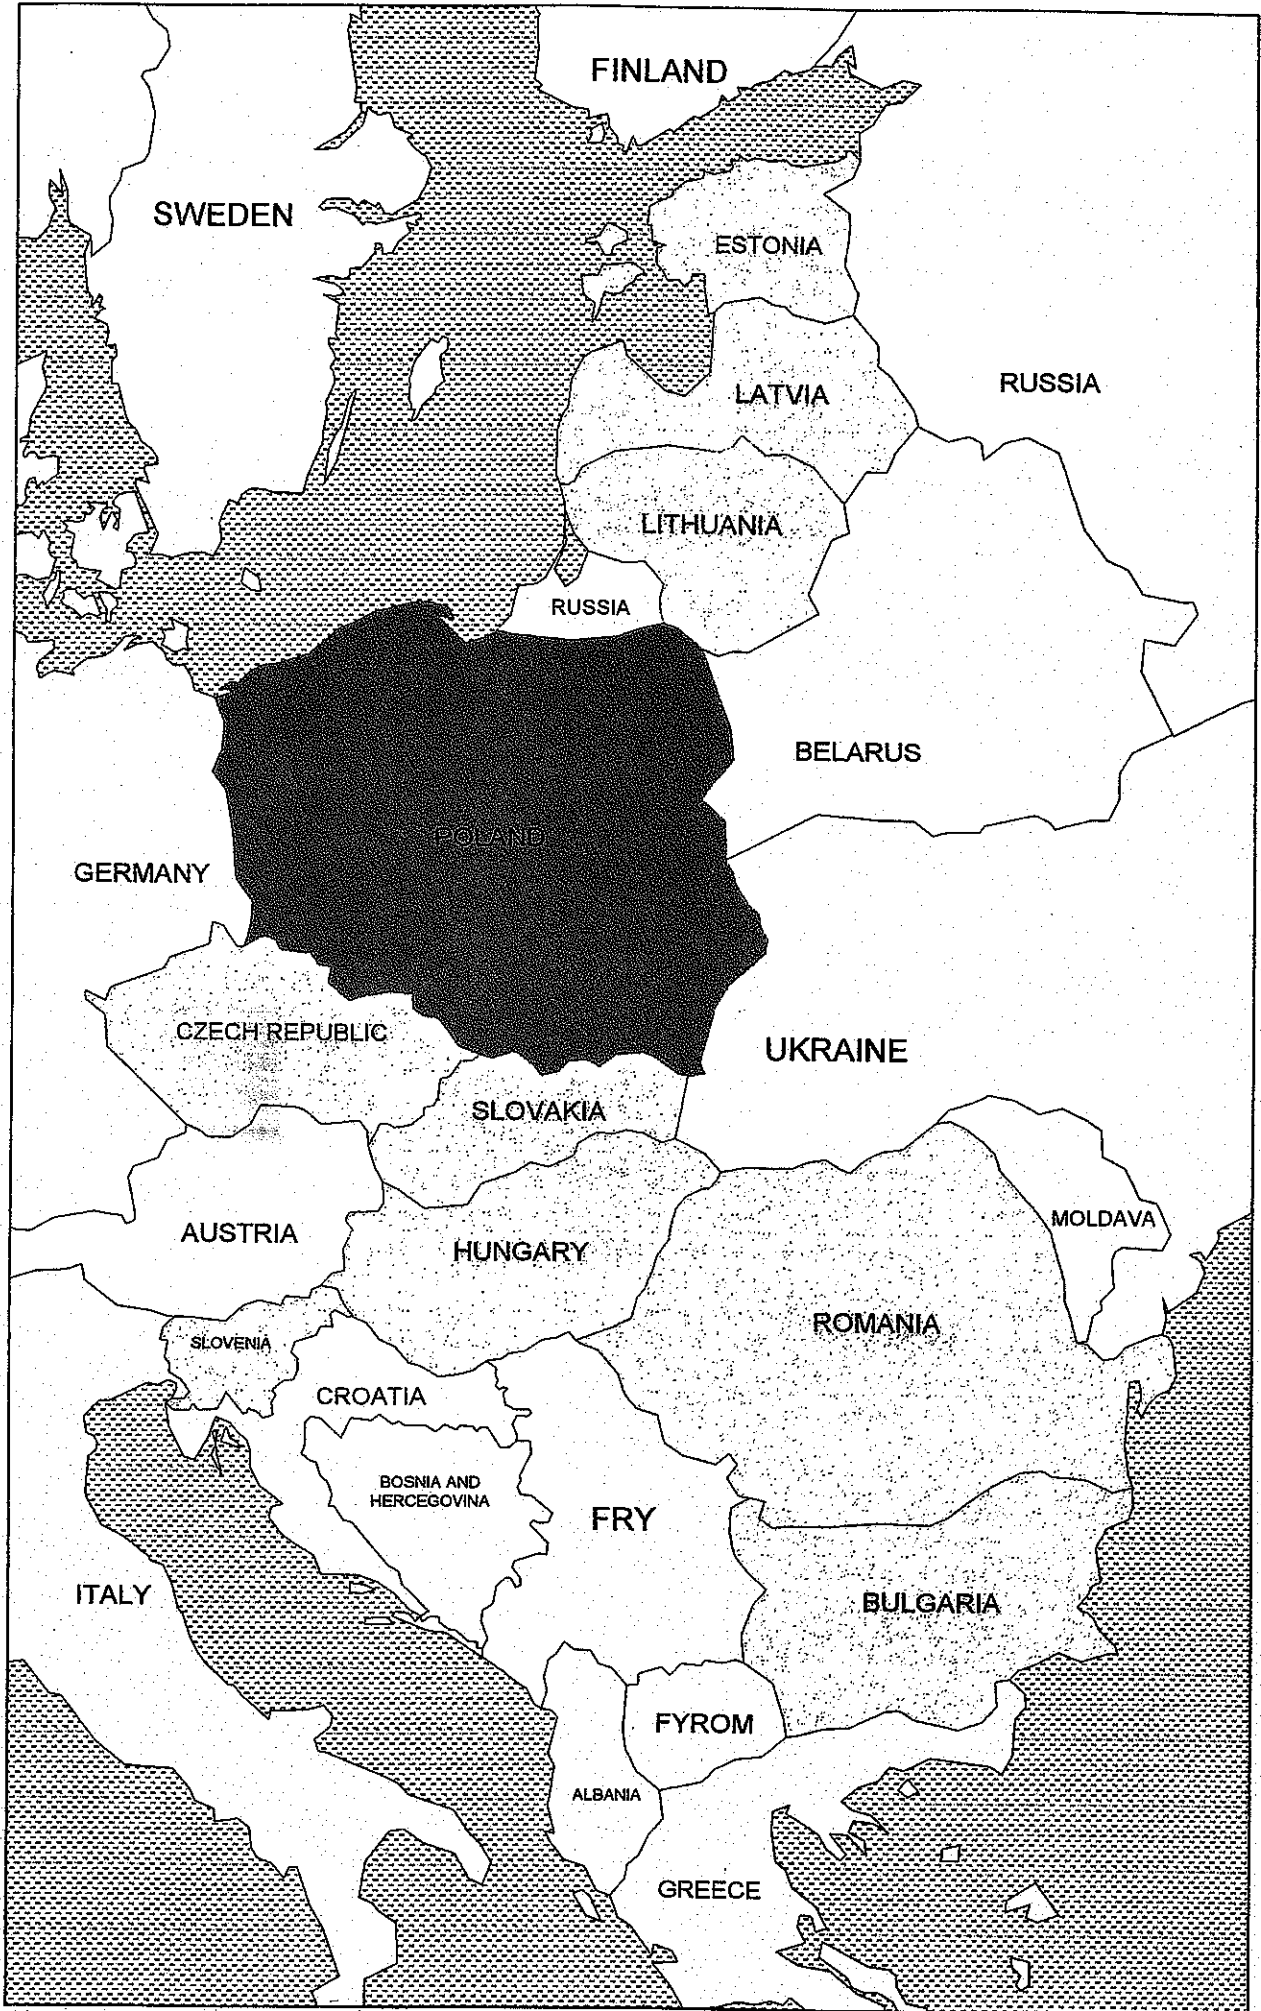 FINLAND
SWEDEN
ESTONIA
RUSSIA
LATVIA
LITHUANIA
RUSSIA
BELARUS
POLAND
GERMANY
CZECH REPUBLIC
UKRAINE
SLOVAKIA
MOLDAVA
AUSTRIA
HUNGARY
ROMANIA
SLOVENIA
CROATIA
BOSNIA AND
HERCEGOVINA
FRY
ITALY
BULGARIA
FYROM
ALBANIA
GREECE